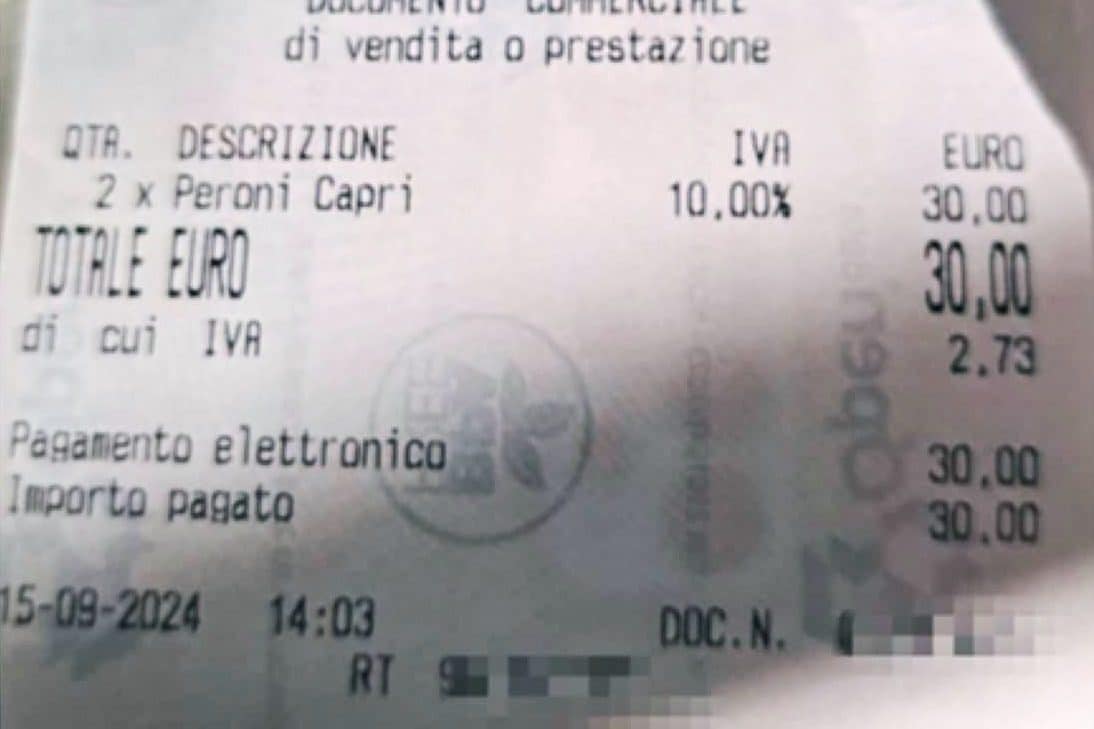 DOCUMENTO COMMERCIALE
di vendita o prestazione
QTA. DESCRIZIONE IVA EURO
2 x Peroni Capri 10,00% 30,00
TOTALE EURO 30,00
di cui IVA 2,73
Pagamento elettronico 30,00
Importo pagato 30,00
15-09-2024 14:03 DOC.N.
RT